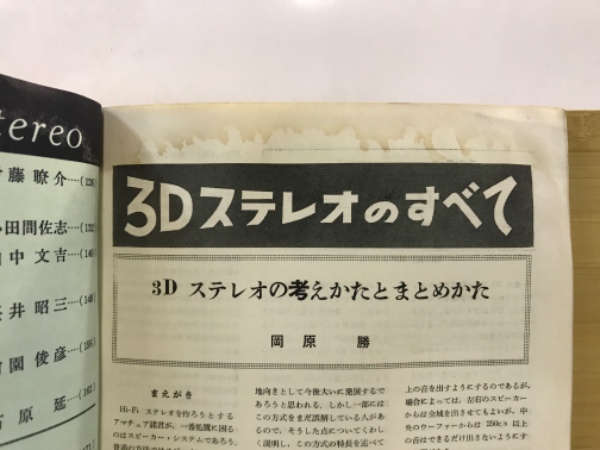 tereo
藤 瞭 介····(128)
田間佐志····(132)
中 文 吉····(140)
井 昭 三····(148)
園 俊 彦····(156)
原 延····(162)
3Dステレオのすべて
3D ステレオの考えかたとまとめかた
岡 原 勝
まえがき
Hi-Fi ステレオを作ろうとする
アマチュア諸君が、一番処置に困る
のはスピーカー・システムであろう。
地向きとして今後大いに発展するで
あろうと思われる。しかし一部には
この方式をまだ誤解している人があ
るので、そうした点についてくわし
く説明し、この方式の特長を述べて
上の音を出すようにするのであるが、
場合によっては、左右のスピーカー
からは全域を出させてもよいが、中
央のウーファーからは 250c/s 以上
の音はできるだけ出さないようにす